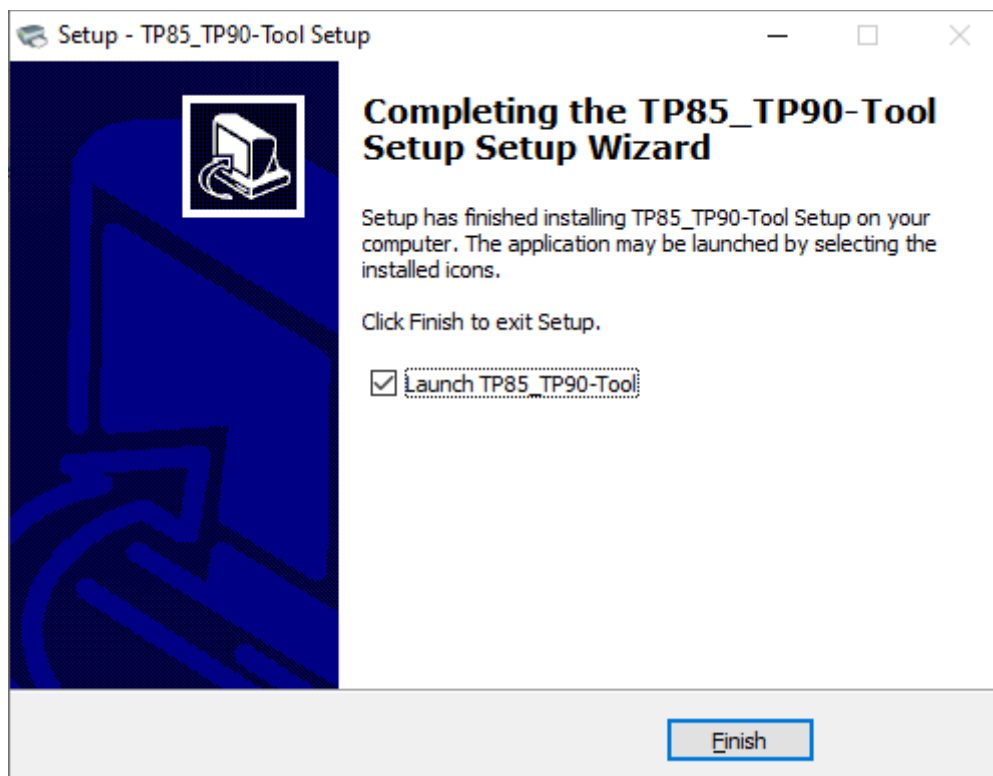 Setup - TP85_TP90-Tool Setup
Completing the TP85_TP90-Tool
Setup Setup Wizard
Setup has finished installing TP85_TP90-Tool Setup on your
computer. The application may be launched by selecting the
installed icons.
Click Finish to exit Setup.
Launch TP85_TP90-Tool
Finish